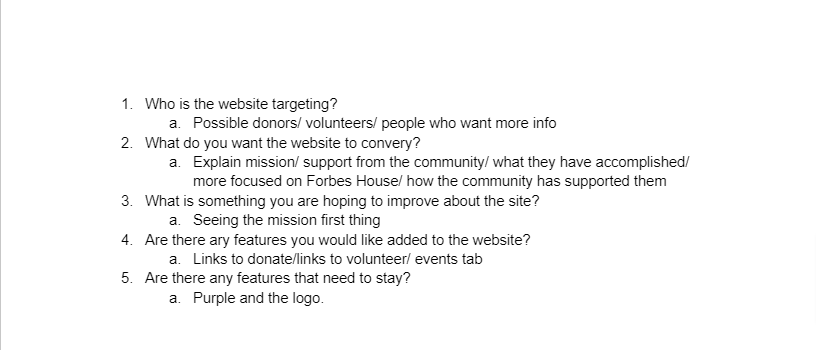 1. Who is the website targeting?
a. Possible donors/ volunteers/ people who want more info
2. What do you want the website to convery?
a. Explain mission/ support from the community/ what they have accomplished/
more focused on Forbes House/ how the community has supported them
3. What is something you are hoping to improve about the site?
a. Seeing the mission first thing
4. Are there ary features you would like added to the website?
a. Links to donate/links to volunteer/ events tab
5. Are there any features that need to stay?
a. Purple and the logo.